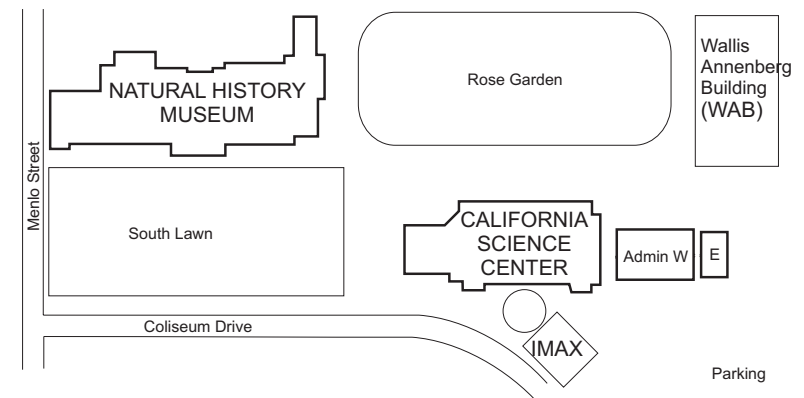 NATURAL HISTORY
MUSEUM
Rose Garden
Wallis
Annenberg
Building
(WAB)
Menlo Street
South Lawn
CALIFORNIA
SCIENCE
CENTER
Admin W
E
Coliseum Drive
IMAX
Parking